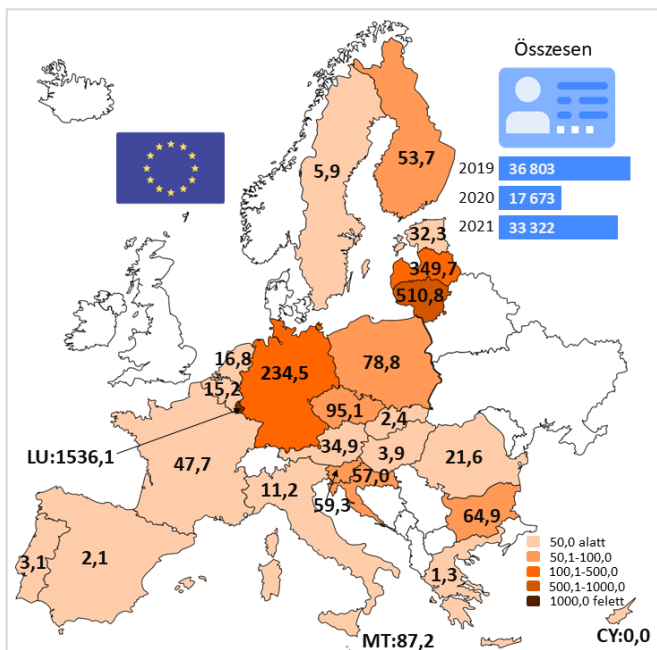 Összesen
2019 36 803
2020 17 673
2021 33 322
53,7
5,9
32,3
349,7
510,8
16,8
234,5
78,8
15,2
95,1
2,4
LU:1536,1
34,9
3,9
47,7
21,6
57,0
11,2
59,3
64,9
3,1
2,1
1,3
50,0 alatt
50,1-100,0
100,1-500,0
500,1-1000,0
1000,0 felett
MT:87,2
CY:0,0